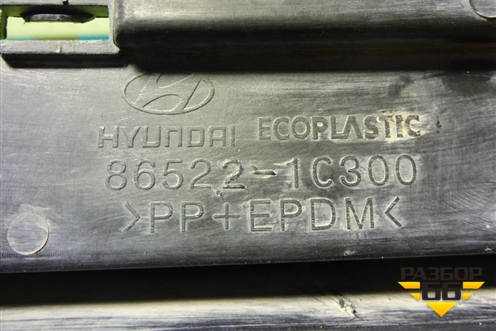 HYUNDAI ECOPLASTIC
86522-1C300
>PP+EPDM<
РАЗБОР
66